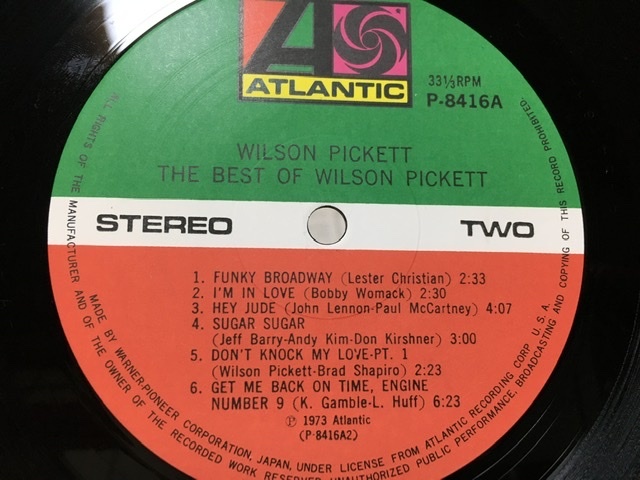 ATLANTIC
33⅓RPM
P-8416A
WILSON PICKETT
THE BEST OF WILSON PICKETT
STEREO
TWO
1. FUNKY BROADWAY (Lester Christian) 2:33
2. I'M IN LOVE (Bobby Womack) 2:30
3. HEY JUDE (John Lennon-Paul McCartney) 4:07
4. SUGAR SUGAR
(Jeff Barry-Andy Kim-Don Kirshner) 3:00
5. DON'T KNOCK MY LOVE-PT. 1
(Wilson Pickett-Brad Shapiro) 2:23
6. GET ME BACK ON TIME, ENGINE
NUMBER 9 (K. Gamble-L. Huff) 6:23
℗ 1973 Atlantic
(P-8416A2)
MADE BY WARNER-PIONEER CORPORATION, JAPAN, UNDER LICENSE FROM ATLANTIC RECORDING CORP. U.S.A.
ALL RIGHTS OF THE MANUFACTURER AND OF THE OWNER OF THE RECORDED WORK RESERVED UNAUTHORIZED PUBLIC PERFORMANCE, BROADCASTING AND COPYING OF THIS RECORD PROHIBITED.